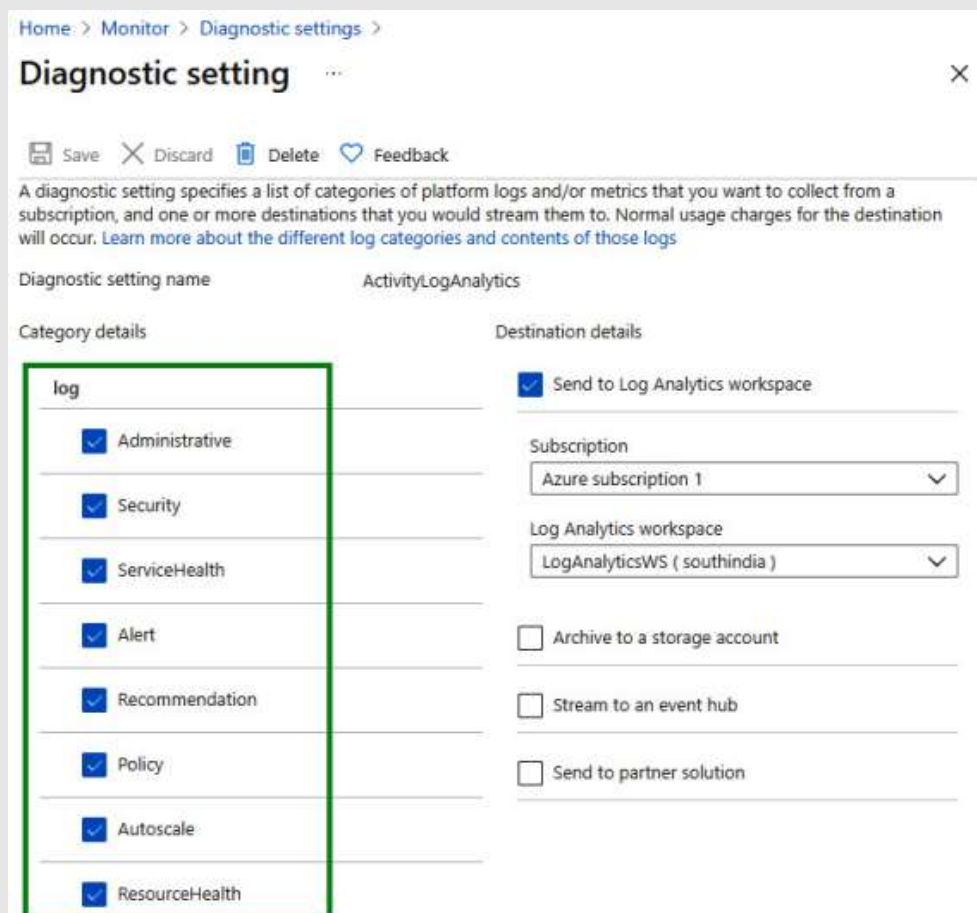 Home > Monitor > Diagnostic settings >
Diagnostic setting ...
Save Discard Delete Feedback
A diagnostic setting specifies a list of categories of platform logs and/or metrics that you want to collect from a
subscription, and one or more destinations that you would stream them to. Normal usage charges for the destination
will occur. Learn more about the different log categories and contents of those logs
Diagnostic setting name ActivityLogAnalytics
Category details
log
Administrative
Security
ServiceHealth
Alert
Recommendation
Policy
Autoscale
ResourceHealth
Destination details
Send to Log Analytics workspace
Subscription
Azure subscription 1
Log Analytics workspace
LogAnalyticsWS ( southindia )
Archive to a storage account
Stream to an event hub
Send to partner solution